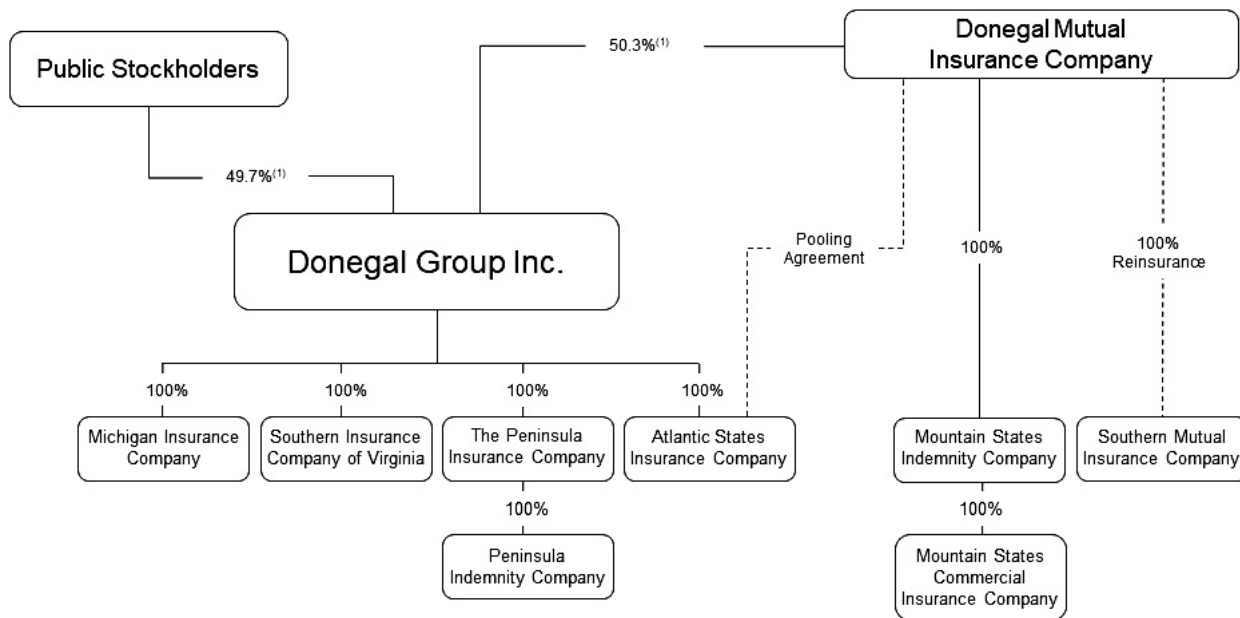 Public Stockholders
50.3%(1)
Donegal Mutual
Insurance Company
49.7%(1)
Donegal Group Inc.
Pooling
Agreement
100%
100%
Reinsurance
100%
100%
100%
100%
Michigan Insurance
Company
Southern Insurance
Company of Virginia
The Peninsula
Insurance Company
Atlantic States
Insurance Company
Mountain States
Indemnity Company
Southern Mutual
Insurance Company
100%
100%
Peninsula
Indemnity Company
Mountain States
Commercial
Insurance Company